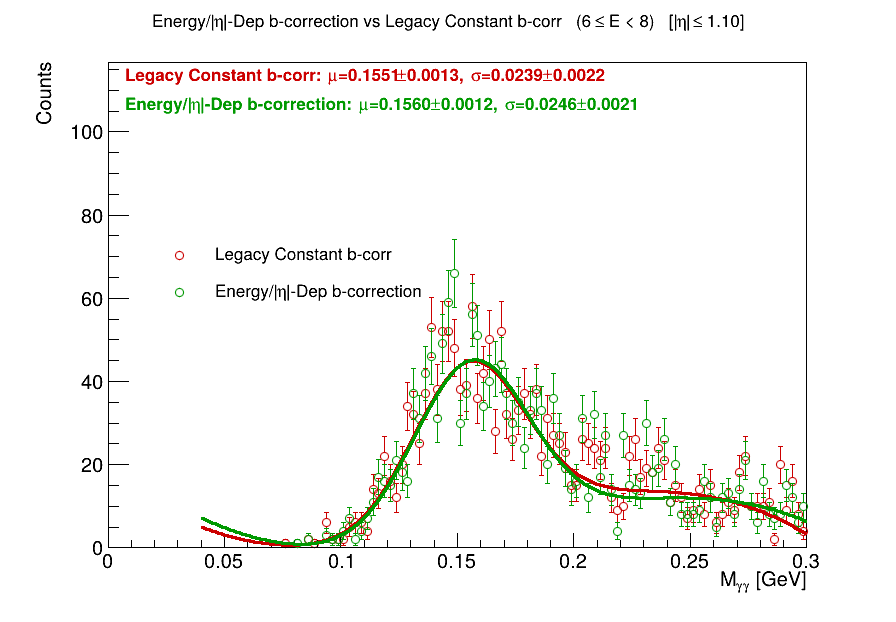 Energy/|η|-Dep b-correction vs Legacy Constant b-corr (6 ≤ E < 8) [|η| ≤ 1.10]
Counts
Legacy Constant b-corr: μ=0.1551±0.0013, σ=0.0239±0.0022
Energy/|η|-Dep b-correction: μ=0.1560±0.0012, σ=0.0246±0.0021
100
80
Legacy Constant b-corr
Energy/|η|-Dep b-correction
60
40
20
0
0 0.05 0.1 0.15 0.2 0.25 0.3
M_γγ [GeV]